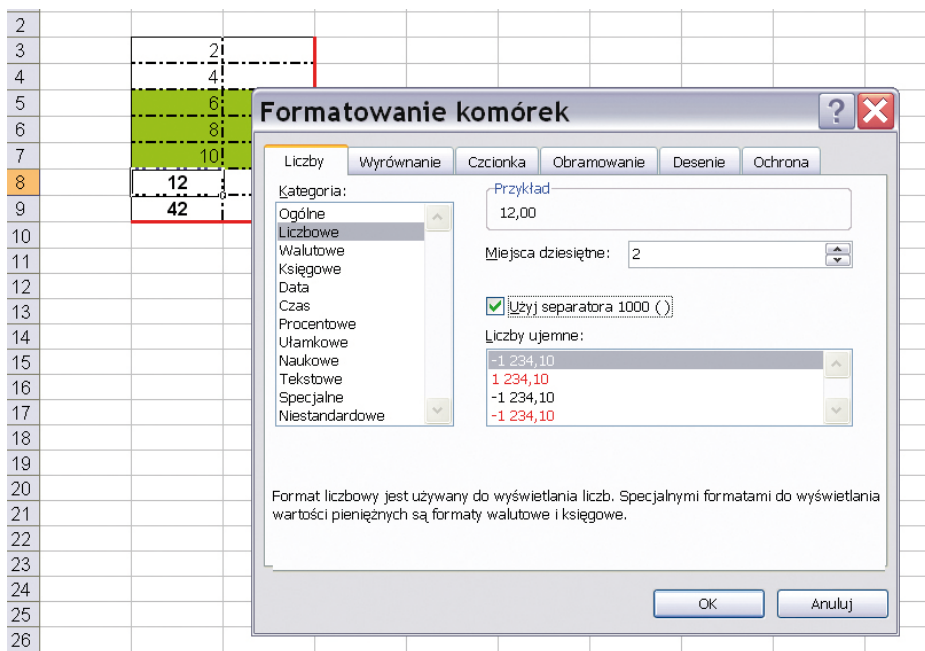 2
3 2
4 4
5 6
6 8
7 10
8 12
9 42
10
11
12
13
14
15
16
17
18
19
20
21
22
23
24
25
26
Formatowanie komórek
Liczby Wyrównanie Czcionka Obramowanie Desenie Ochrona
Kategoria:
Ogólne
Liczbowe
Walutowe
Księgowe
Data
Czas
Procentowe
Ułamkowe
Naukowe
Tekstowe
Specjalne
Niestandardowe
Przykład
12,00
Miejsca dziesiętne: 2
Użyj separatora 1000 ( )
Liczby ujemne:
-1 234,10
1 234,10
-1 234,10
-1 234,10
Format liczbowy jest używany do wyświetlania liczb. Specjalnymi formatami do wyświetlania
wartości pieniężnych są formaty walutowe i księgowe.
OK Anuluj